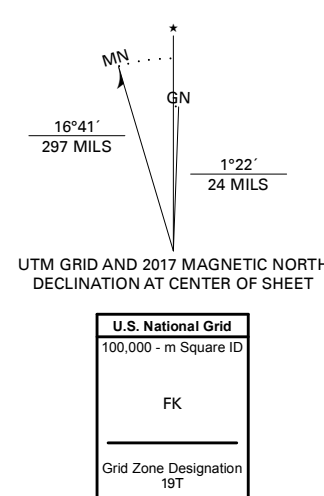 ★
MN
GN
16°41´
297 MILS
1°22´
24 MILS
UTM GRID AND 2017 MAGNETIC NORTH
DECLINATION AT CENTER OF SHEET
U.S. National Grid
100,000 - m Square ID
FK
Grid Zone Designation
19T